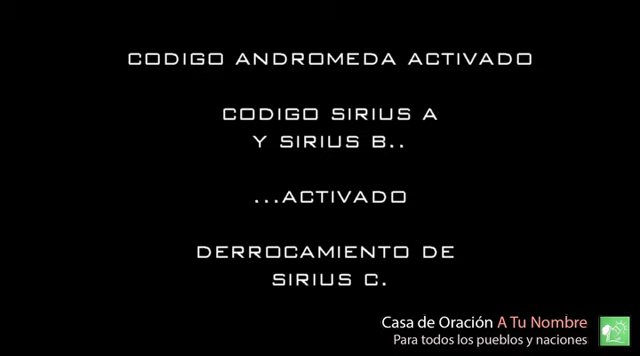 CODIGO ANDROMEDA ACTIVADO
CODIGO SIRIUS A
Y SIRIUS B..
...ACTIVADO
DERROCAMIENTO DE
SIRIUS C.
Casa de Oración A Tu Nombre
Para todos los pueblos y naciones